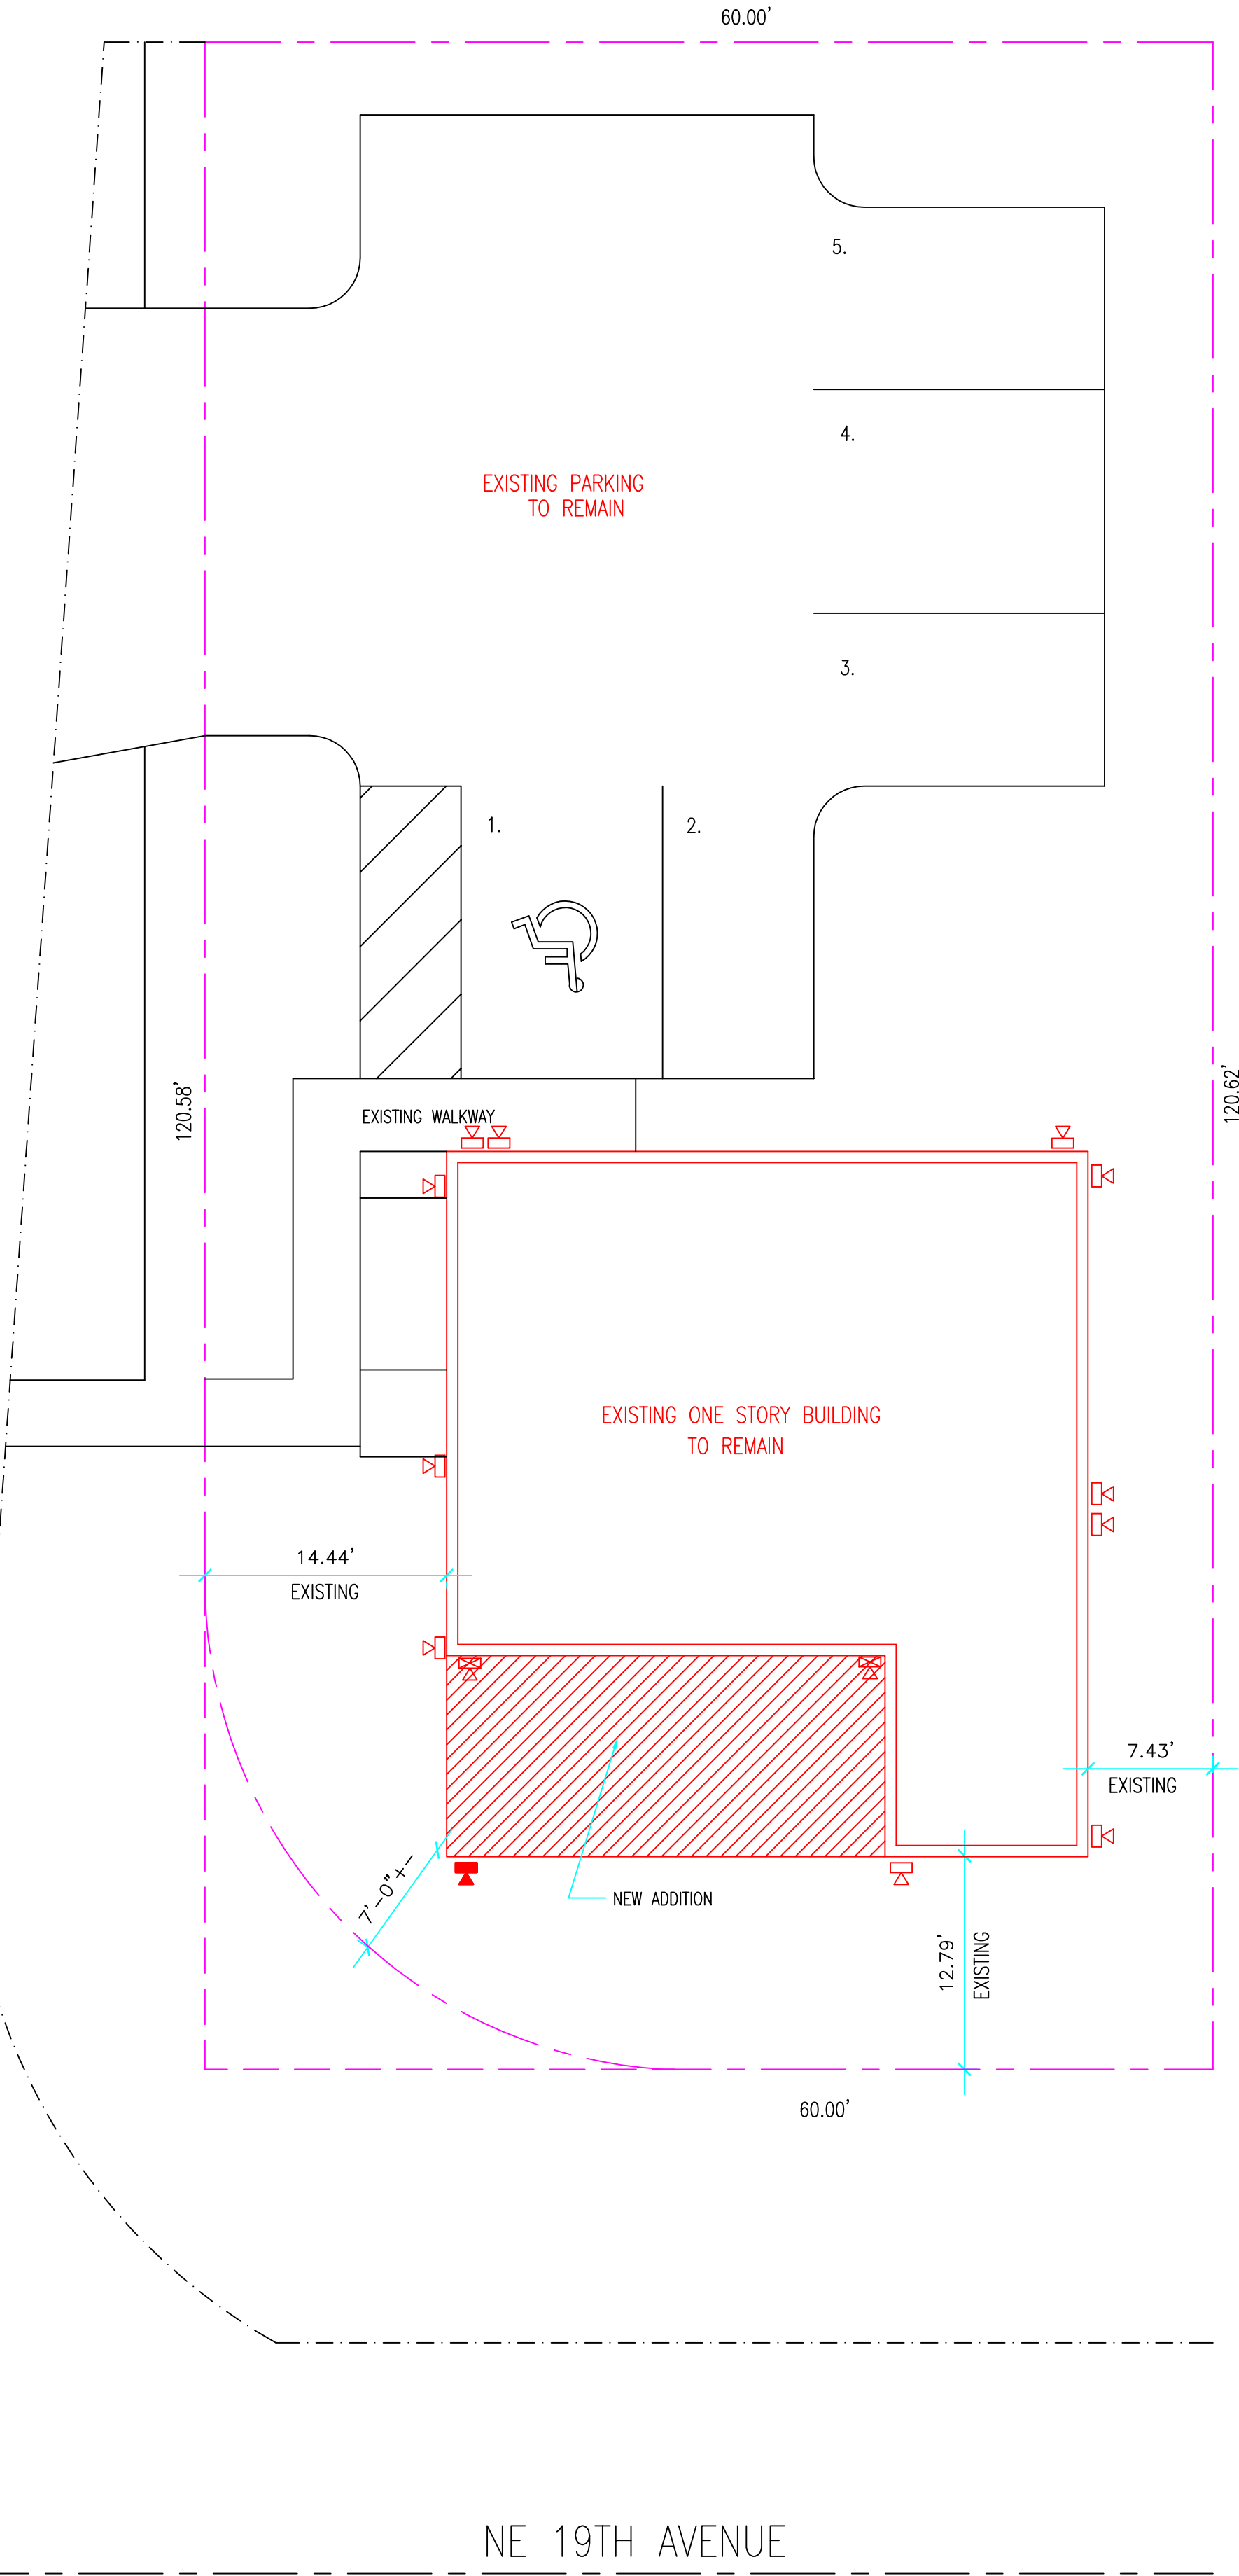 60.00'
5.
4.
EXISTING PARKING
TO REMAIN
3.
1.
2.
120.58'
120.62'
EXISTING WALKWAY
EXISTING ONE STORY BUILDING
TO REMAIN
14.44'
EXISTING
7.43'
EXISTING
7'-0"+-
NEW ADDITION
12.79'
EXISTING
60.00'
NE 19TH AVENUE